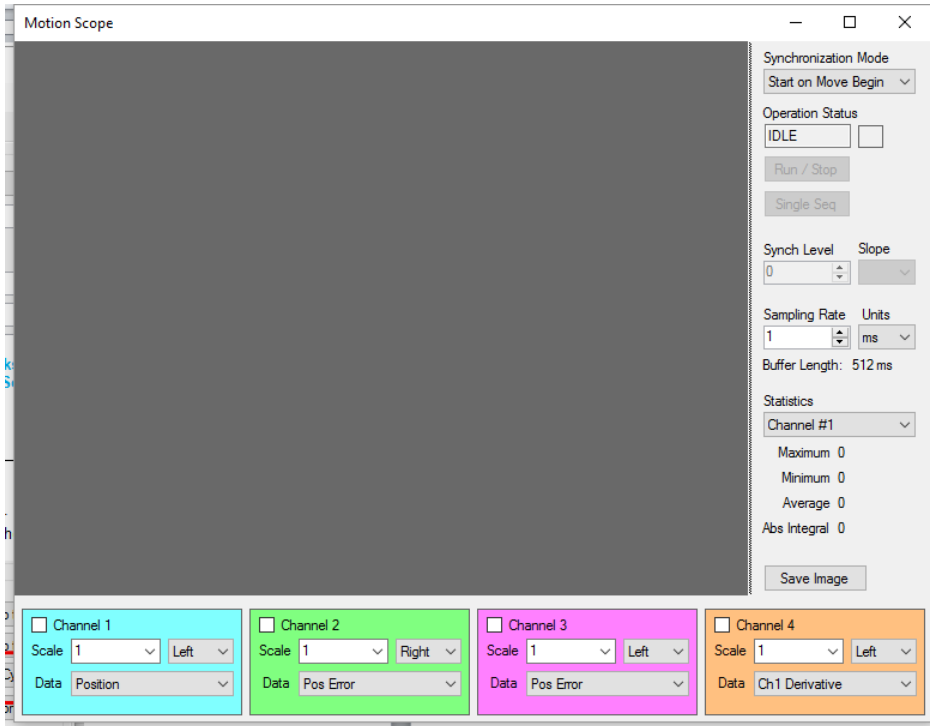 Motion Scope
Synchronization Mode
Start on Move Begin
Operation Status
IDLE
Run / Stop
Single Seq
Synch Level Slope
0
Sampling Rate Units
1 ms
Buffer Length: 512 ms
Statistics
Channel #1
Maximum 0
Minimum 0
Average 0
Abs Integral 0
Save Image
Channel 1
Scale 1 Left
Data Position
Channel 2
Scale 1 Right
Data Pos Error
Channel 3
Scale 1 Left
Data Pos Error
Channel 4
Scale 1 Left
Data Ch1 Derivative